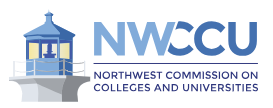 NWCCU
NORTHWEST COMMISSION ON
COLLEGES AND UNIVERSITIES